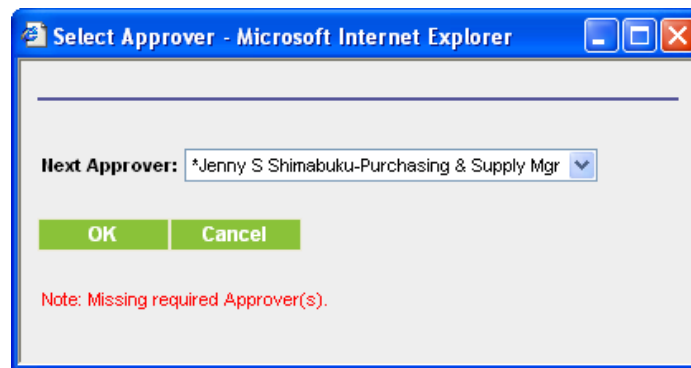 Select Approver - Microsoft Internet Explorer
Next Approver: *Jenny S Shimabuku-Purchasing & Supply Mgr
OK Cancel
Note: Missing required Approver(s).